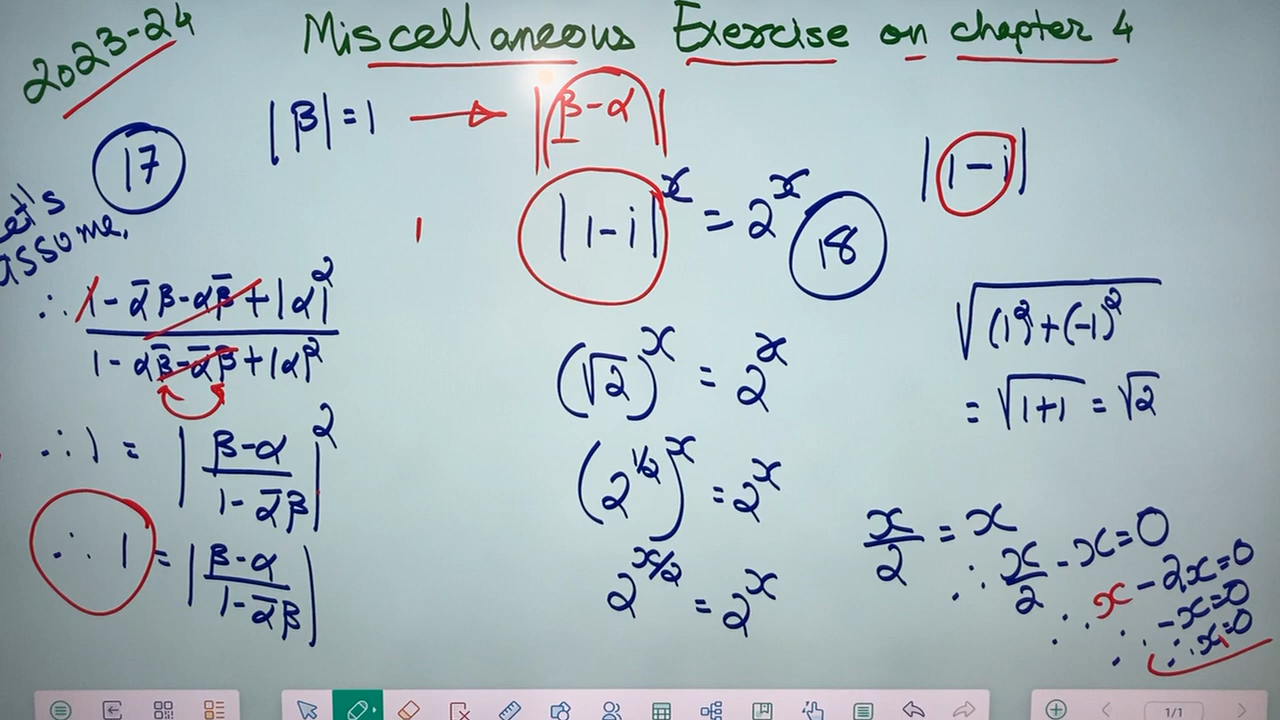 2023-24
Miscellaneous Exercise on chapter 4
17
|β|=1 → |(β-α)|
Let's
assume,
∴ 1-ᾱβ-αβ̄+|α|²
1-αβ̄-ᾱβ+|α|²
∴ 1 = |β-α / 1-ᾱβ|²
∴ 1 = |β-α / 1-ᾱβ|
1
|1-i|^x = 2^x
18
(√2)^x = 2^x
(2^1/2)^x = 2^x
2^x/2 = 2^x
|1-i|
√(1²)+(-1)²
= √1+1 = √2
x/2 = x
∴ x/2 - x = 0
∴ x - 2x = 0
∴ -x = 0
∴ x = 0
1/1